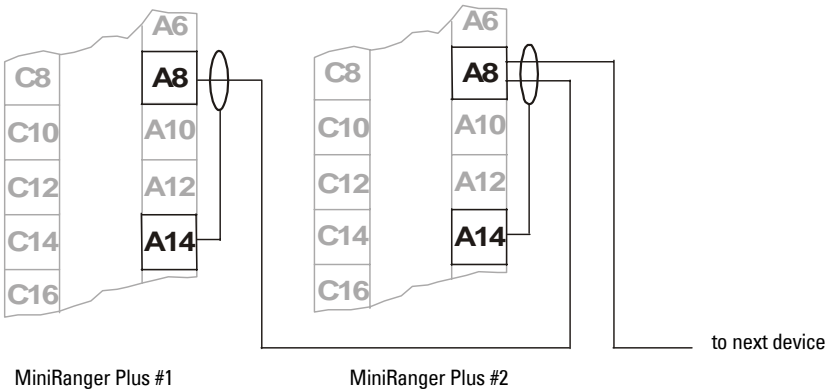 A6
C8 A8
C10 A10
C12 A12
C14 A14
C16
A6
C8 A8
C10 A10
C12 A12
C14 A14
C16
to next device
MiniRanger Plus #1
MiniRanger Plus #2